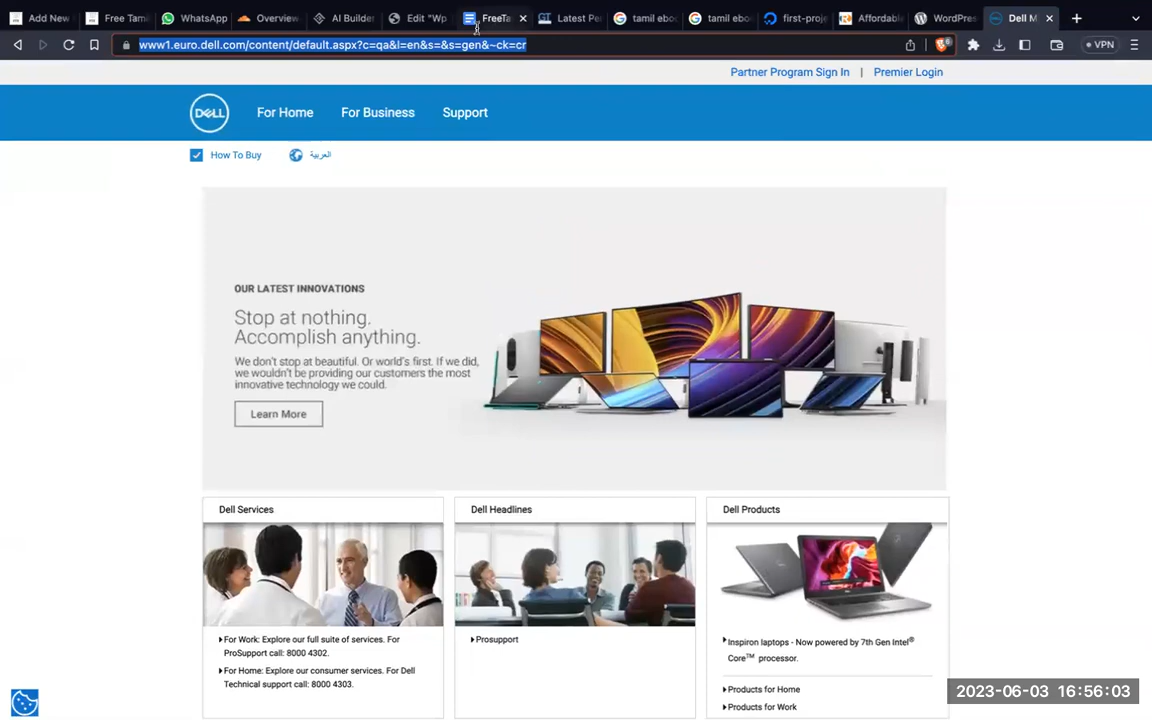 Add New
Free Tamil
WhatsApp
Overview
AI Builder
Edit "Wp
FreeTa
Latest Pe
tamil eboo
tamil eboo
first-proje
Affordable
WordPres
Dell M
www1.euro.dell.com/content/default.aspx?c=qa&l=en&s=&s=gen&~ck=cr
6
VPN
Partner Program Sign In | Premier Login
DELL
For Home
For Business
Support
How To Buy
العربية
OUR LATEST INNOVATIONS
Stop at nothing.
Accomplish anything.
We don't stop at beautiful. Or world's first. If we did,
we wouldn't be providing our customers the most
innovative technology we could.
Learn More
Dell Services
For Work: Explore our full suite of services. For
ProSupport call: 8000 4302.
For Home: Explore our consumer services. For Dell
Technical support call: 8000 4303.
Dell Headlines
Prosupport
Dell Products
Inspiron laptops - Now powered by 7th Gen Intel®
Core™ processor.
Products for Home
Products for Work
2023-06-03 16:56:03